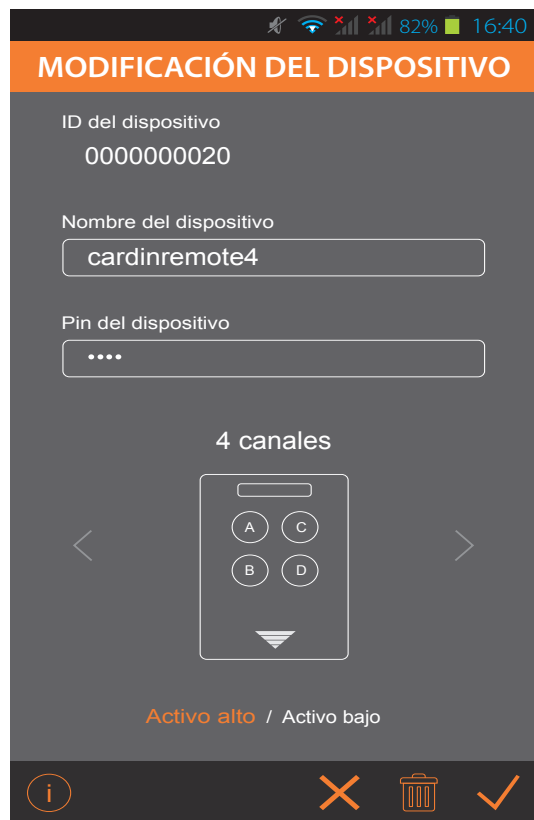 82% 16:40
MODIFICACIÓN DEL DISPOSITIVO
ID del dispositivo
0000000020
Nombre del dispositivo
cardinremote4
Pin del dispositivo
••••
4 canales
A C
B D
Activo alto / Activo bajo
i